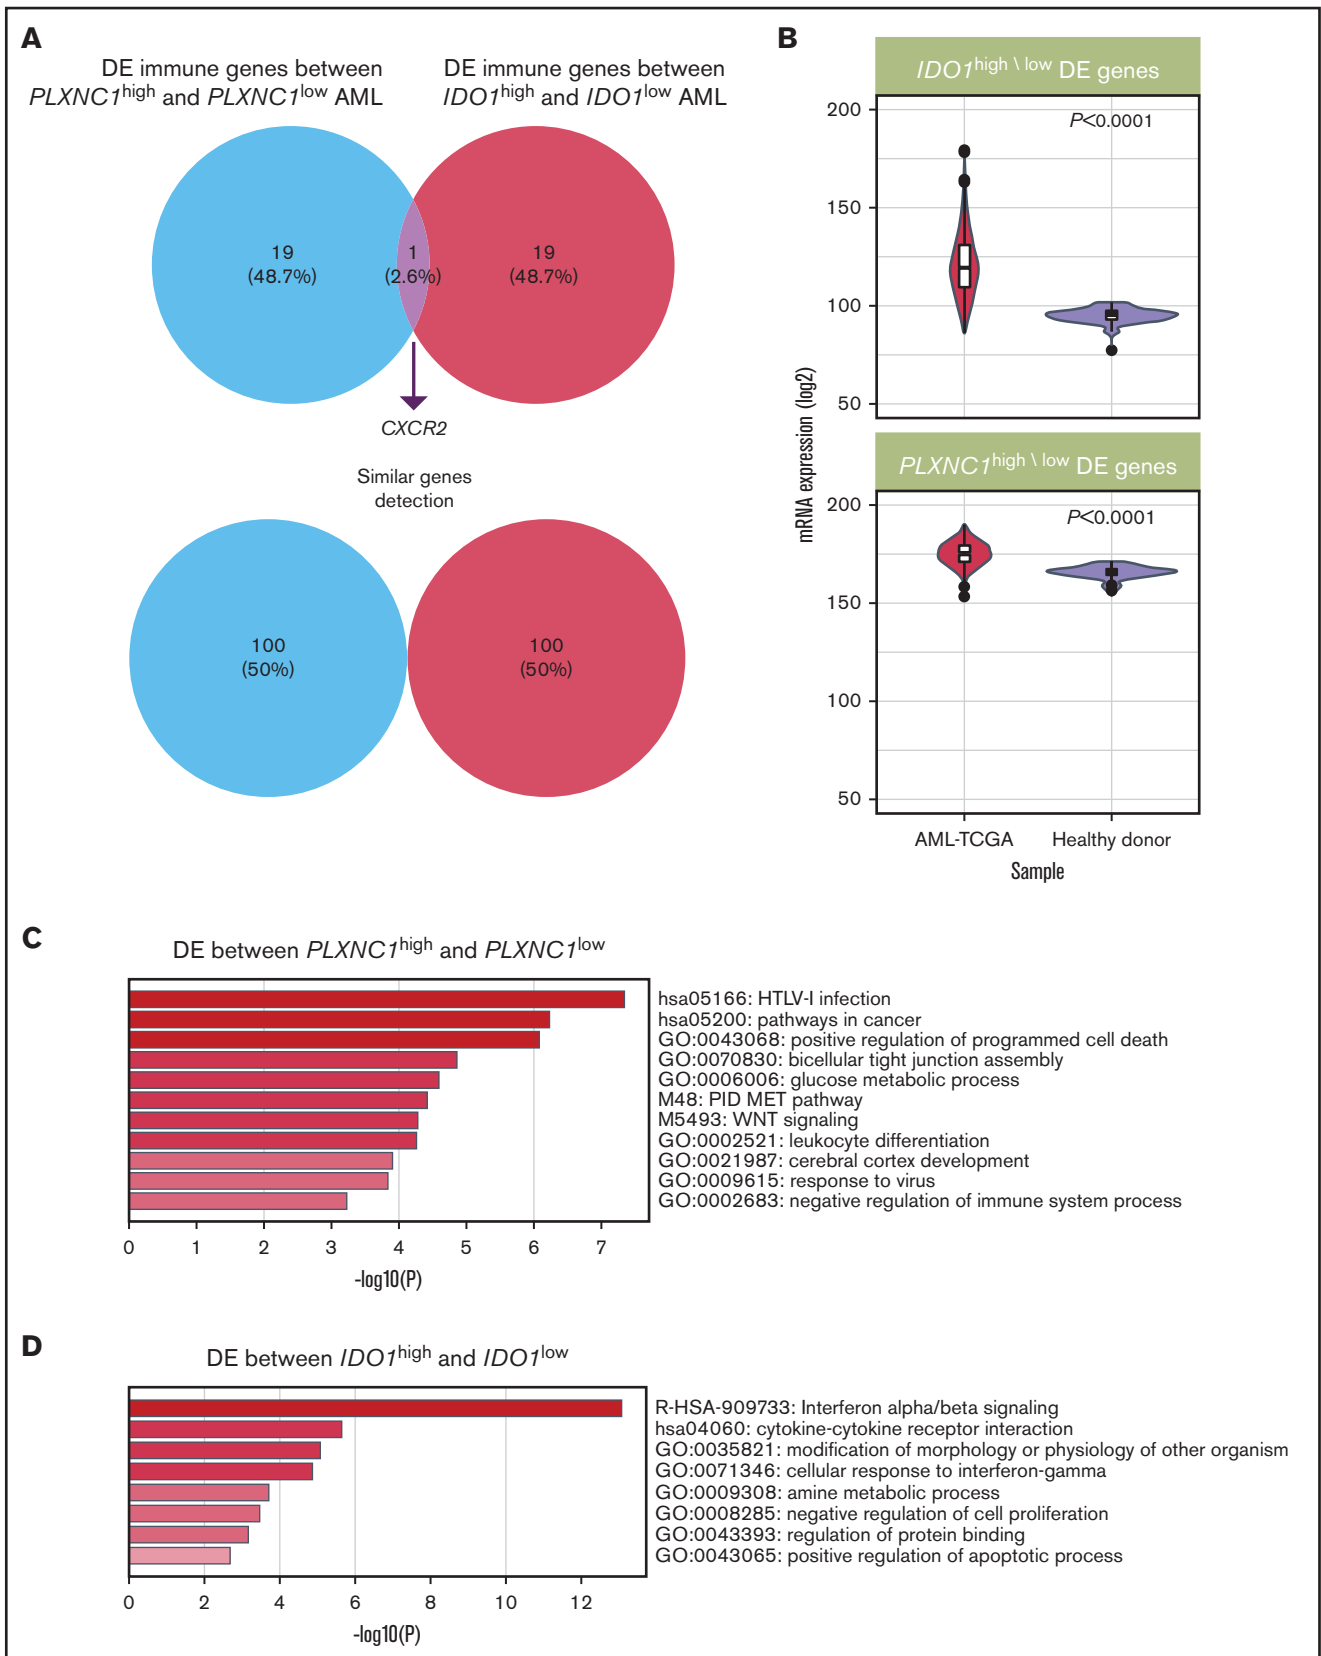 A
DE immune genes between
PLXNC1high and PLXNC1low AML
DE immune genes between
IDO1high and IDO1low AML
19
(48.7%)
1
(2.6%)
19
(48.7%)
CXCR2
Similar genes
detection
100
(50%)
100
(50%)
B
IDO1high \ low DE genes
P<0.0001
200
150
100
50
mRNA expression (log2)
PLXNC1high \ low DE genes
P<0.0001
200
150
100
50
AML-TCGA
Healthy donor
Sample
C
DE between PLXNC1high and PLXNC1low
hsa05166: HTLV-I infection
hsa05200: pathways in cancer
GO:0043068: positive regulation of programmed cell death
GO:0070830: bicellular tight junction assembly
GO:0006006: glucose metabolic process
M48: PID MET pathway
M5493: WNT signaling
GO:0002521: leukocyte differentiation
GO:0021987: cerebral cortex development
GO:0009615: response to virus
GO:0002683: negative regulation of immune system process
0 1 2 3 4 5 6 7
-log10(P)
D
DE between IDO1high and IDO1low
R-HSA-909733: Interferon alpha/beta signaling
hsa04060: cytokine-cytokine receptor interaction
GO:0035821: modification of morphology or physiology of other organism
GO:0071346: cellular response to interferon-gamma
GO:0009308: amine metabolic process
GO:0008285: negative regulation of cell proliferation
GO:0043393: regulation of protein binding
GO:0043065: positive regulation of apoptotic process
0 2 4 6 8 10 12
-log10(P)